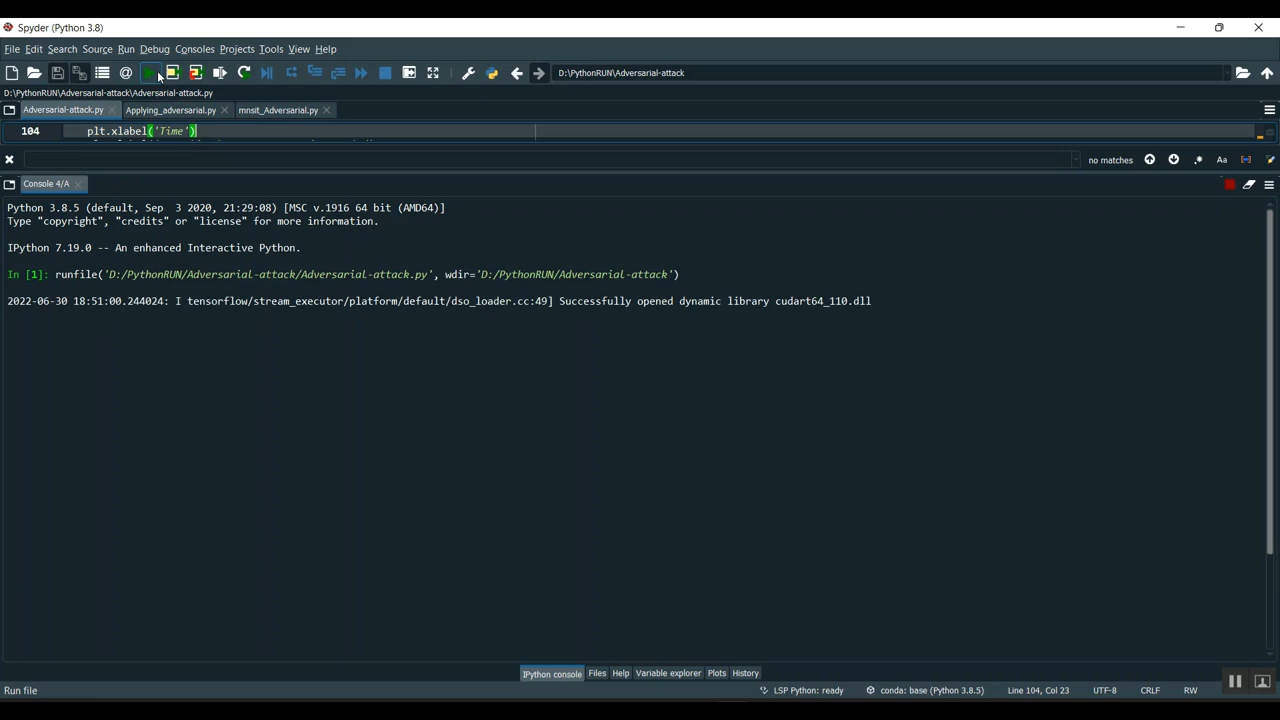 Spyder (Python 3.8)
File Edit Search Source Run Debug Consoles Projects Tools View Help
D:\PythonRUN\Adversarial-attack
D:\PythonRUN\Adversarial-attack\Adversarial-attack.py
Adversarial-attack.py Applying_adversarial.py mnsit_Adversarial.py
104 plt.xlabel('Time')
no matches .* Aa
Console 4/A
Python 3.8.5 (default, Sep 3 2020, 21:29:08) [MSC v.1916 64 bit (AMD64)]
Type "copyright", "credits" or "license" for more information.
IPython 7.19.0 -- An enhanced Interactive Python.
In [1]: runfile('D:/PythonRUN/Adversarial-attack/Adversarial-attack.py', wdir='D:/PythonRUN/Adversarial-attack')
2022-06-30 18:51:00.244024: I tensorflow/stream_executor/platform/default/dso_loader.cc:49] Successfully opened dynamic library cudart64_110.dll
IPython console Files Help Variable explorer Plots History
Run file LSP Python: ready conda: base (Python 3.8.5) Line 104, Col 23 UTF-8 CRLF RW